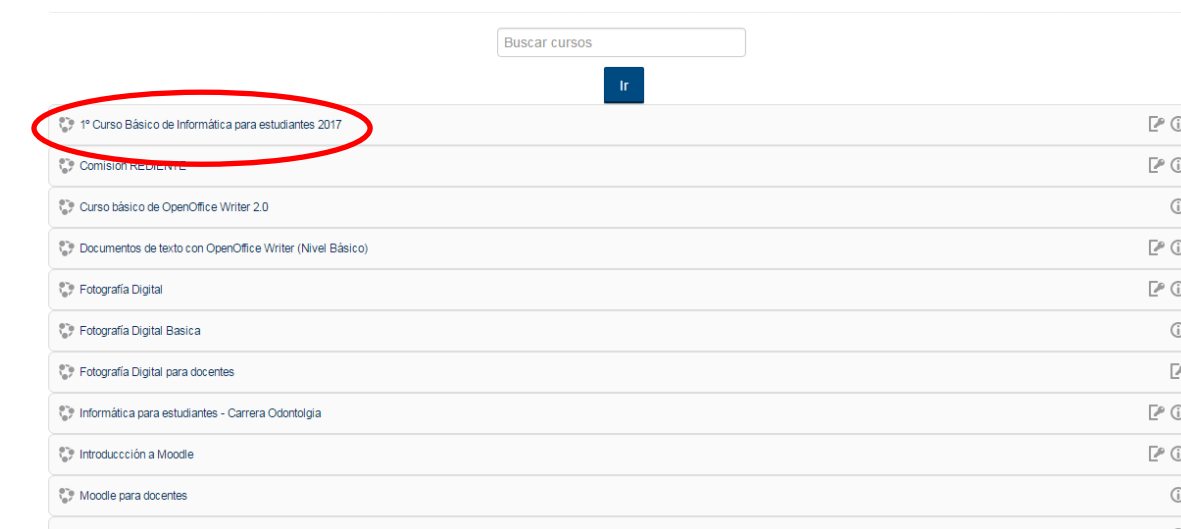 Buscar cursos
Ir
1º Curso Básico de Informática para estudiantes 2017
Comisión REDIENTE
Curso básico de OpenOffice Writer 2.0
Documentos de texto con OpenOffice Writer (Nivel Básico)
Fotografía Digital
Fotografía Digital Basica
Fotografía Digital para docentes
Informática para estudiantes - Carrera Odontolgia
Introduccción a Moodle
Moodle para docentes